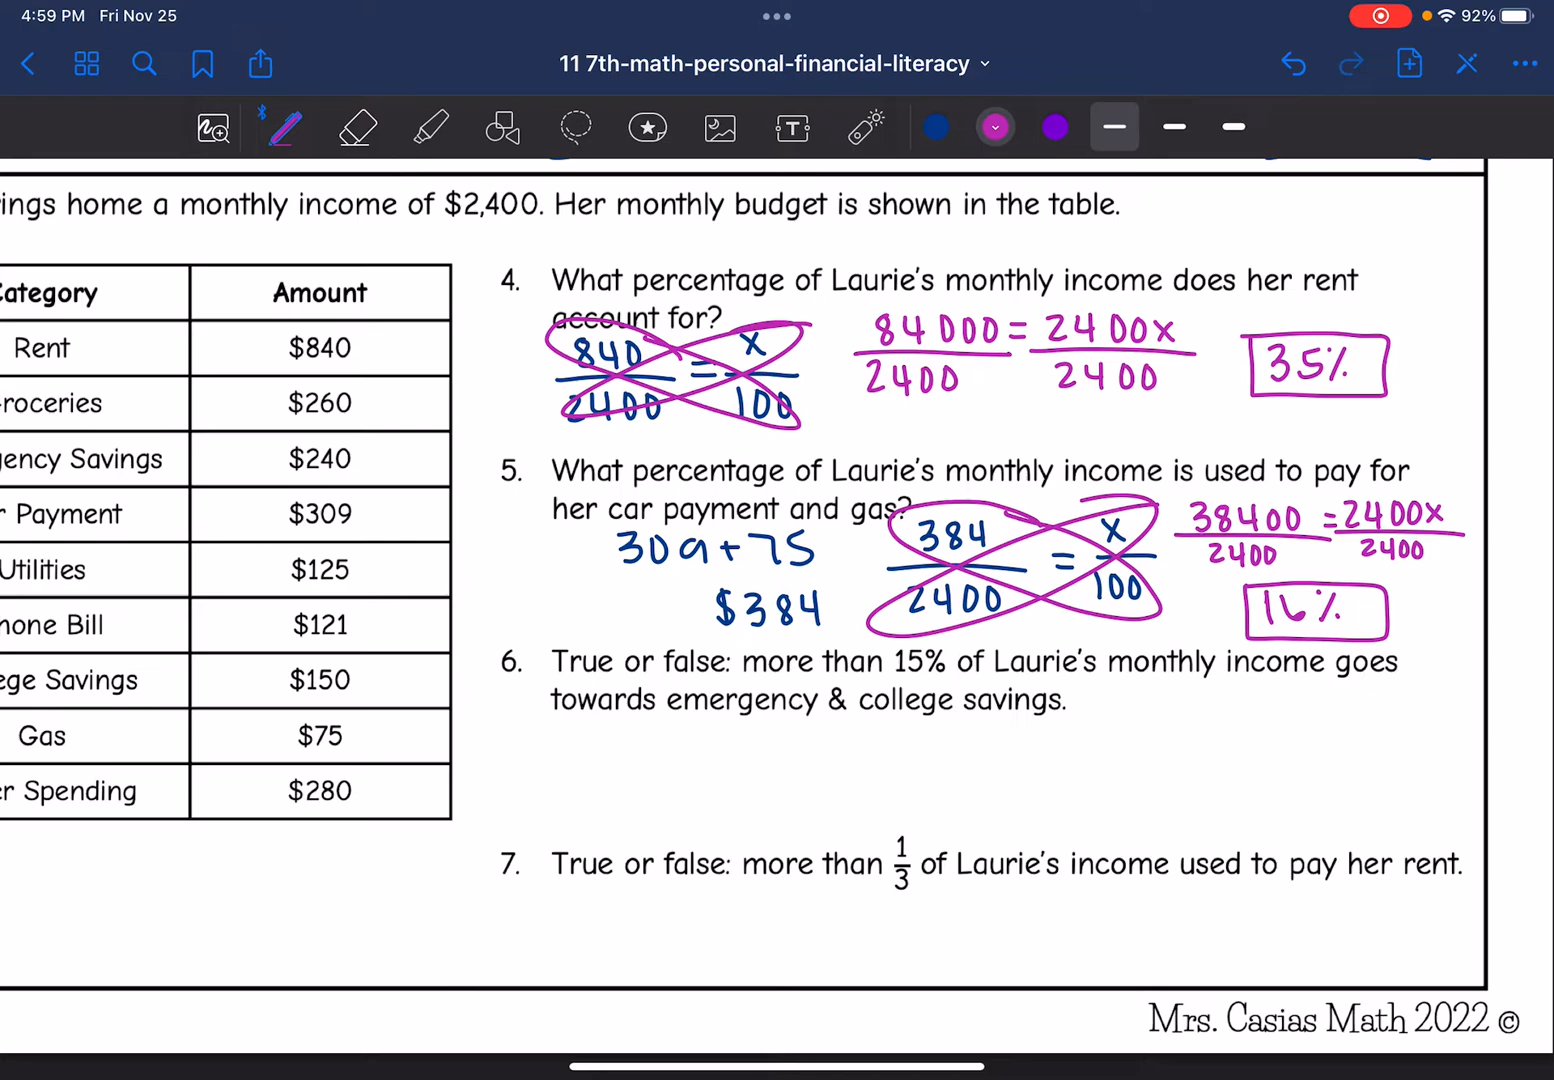 4:59 PM Fri Nov 25
92%
11 7th-math-personal-financial-literacy
T
ings home a monthly income of $2,400. Her monthly budget is shown in the table.
Category Amount
Rent $840
roceries $260
gency Savings $240
r Payment $309
Utilities $125
hone Bill $121
ege Savings $150
Gas $75
er Spending $280
4. What percentage of Laurie's monthly income does her rent
account for?
840/2400 = x/100
84000/2400 = 2400x/2400
35%
5. What percentage of Laurie's monthly income is used to pay for
her car payment and gas?
309+75
$384
384/2400 = x/100
38400/2400 = 2400x/2400
16%
6. True or false: more than 15% of Laurie's monthly income goes
towards emergency & college savings.
7. True or false: more than 1/3 of Laurie's income used to pay her rent.
Mrs. Casias Math 2022 ©